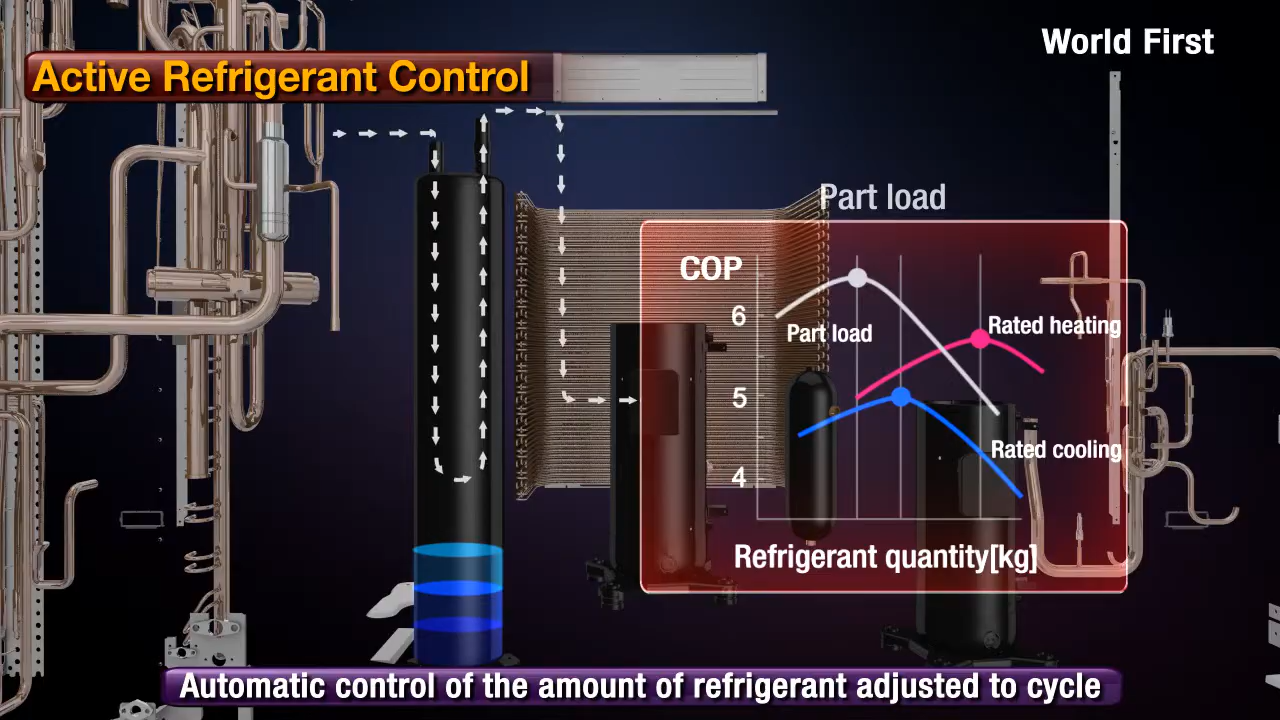 World First
Active Refrigerant Control
Part load
COP
6
Part load
Rated heating
5
Rated cooling
4
Refrigerant quantity[kg]
Automatic control of the amount of refrigerant adjusted to cycle